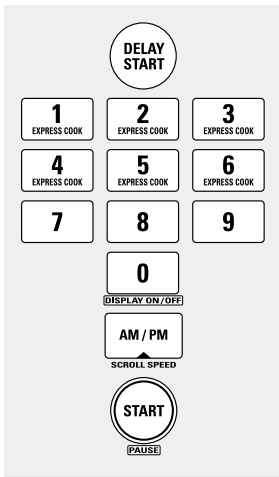 DELAY
START
1 2 3
EXPRESS COOK EXPRESS COOK EXPRESS COOK
4 5 6
EXPRESS COOK EXPRESS COOK EXPRESS COOK
7 8 9
0
DISPLAY ON/OFF
AM / PM
SCROLL SPEED
START
PAUSE